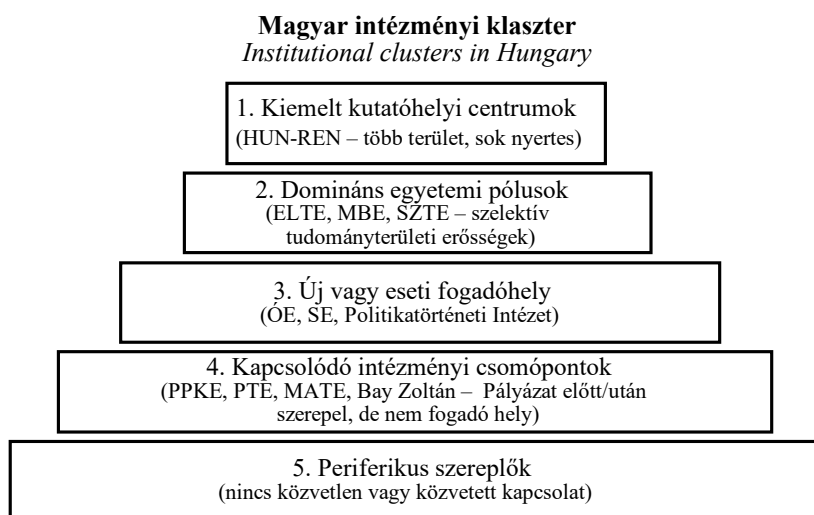 Magyar intézményi klaszter
Institutional clusters in Hungary
1. Kiemelt kutatóhelyi centrumok
(HUN-REN – több terület, sok nyertes)
2. Domináns egyetemi pólusok
(ELTE, MBE, SZTE – szelektív
tudományterületi erősségek)
3. Új vagy eseti fogadóhely
(ÓE, SE, Politikatörténeti Intézet)
4. Kapcsolódó intézményi csomópontok
(PPKE, PTE, MATE, Bay Zoltán – Pályázat előtt/után
szerepel, de nem fogadó hely)
5. Periferikus szereplők
(nincs közvetlen vagy közvetett kapcsolat)